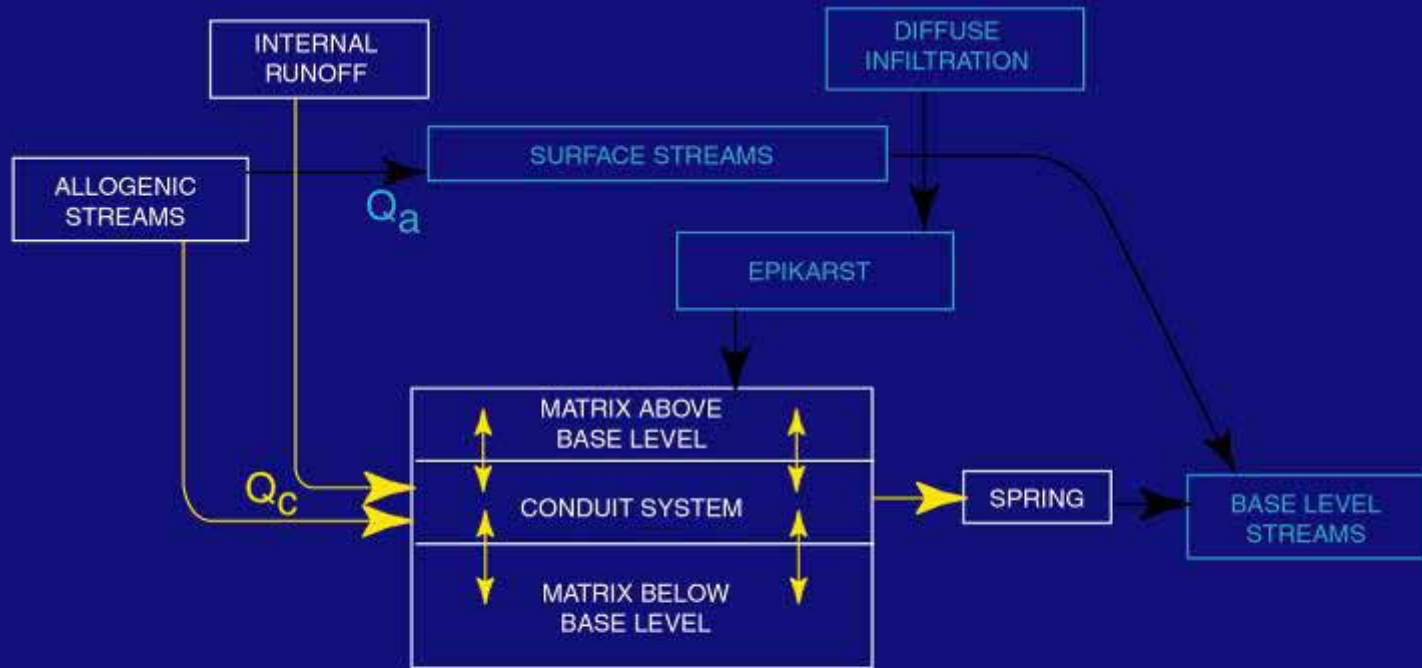 INTERNAL
RUNOFF
DIFFUSE
INFILTRATION
SURFACE STREAMS
ALLOGENIC
STREAMS
Qa
EPIKARST
MATRIX ABOVE
BASE LEVEL
Qc
CONDUIT SYSTEM
SPRING
BASE LEVEL
STREAMS
MATRIX BELOW
BASE LEVEL